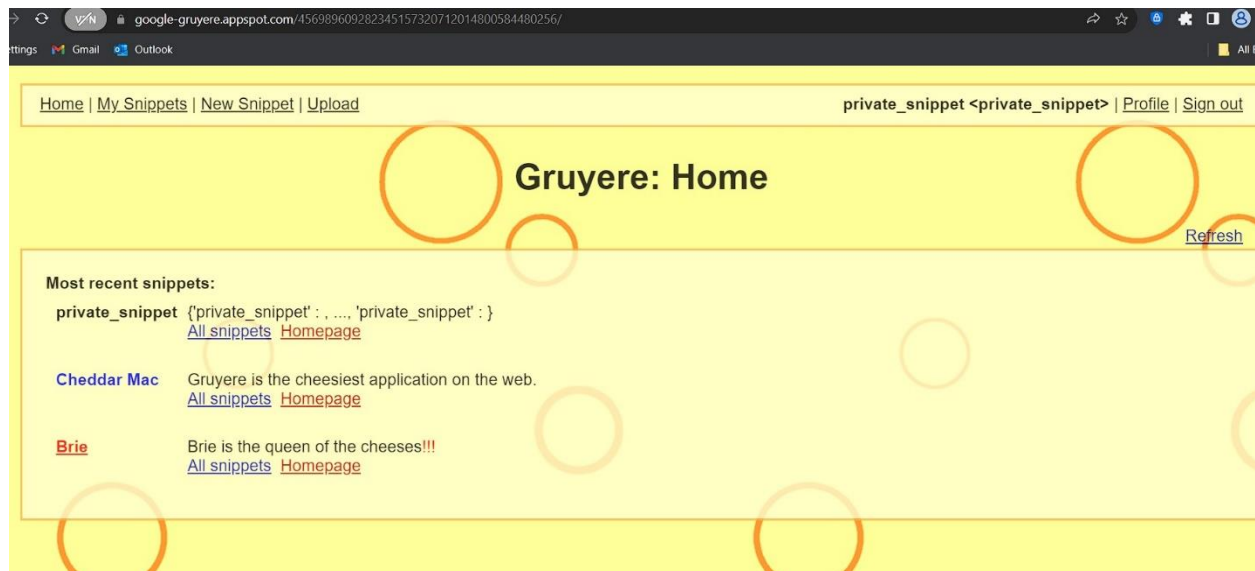 google-gruyere.appspot.com/456989609282345157320712014800584480256/
ettings Gmail Outlook All
Home | My Snippets | New Snippet | Upload private_snippet <private_snippet> | Profile | Sign out
Gruyere: Home
Refresh
Most recent snippets:
private_snippet {'private_snippet' : , ..., 'private_snippet' : }
All snippets Homepage
Cheddar Mac Gruyere is the cheesiest application on the web.
All snippets Homepage
Brie Brie is the queen of the cheeses!!!
All snippets Homepage